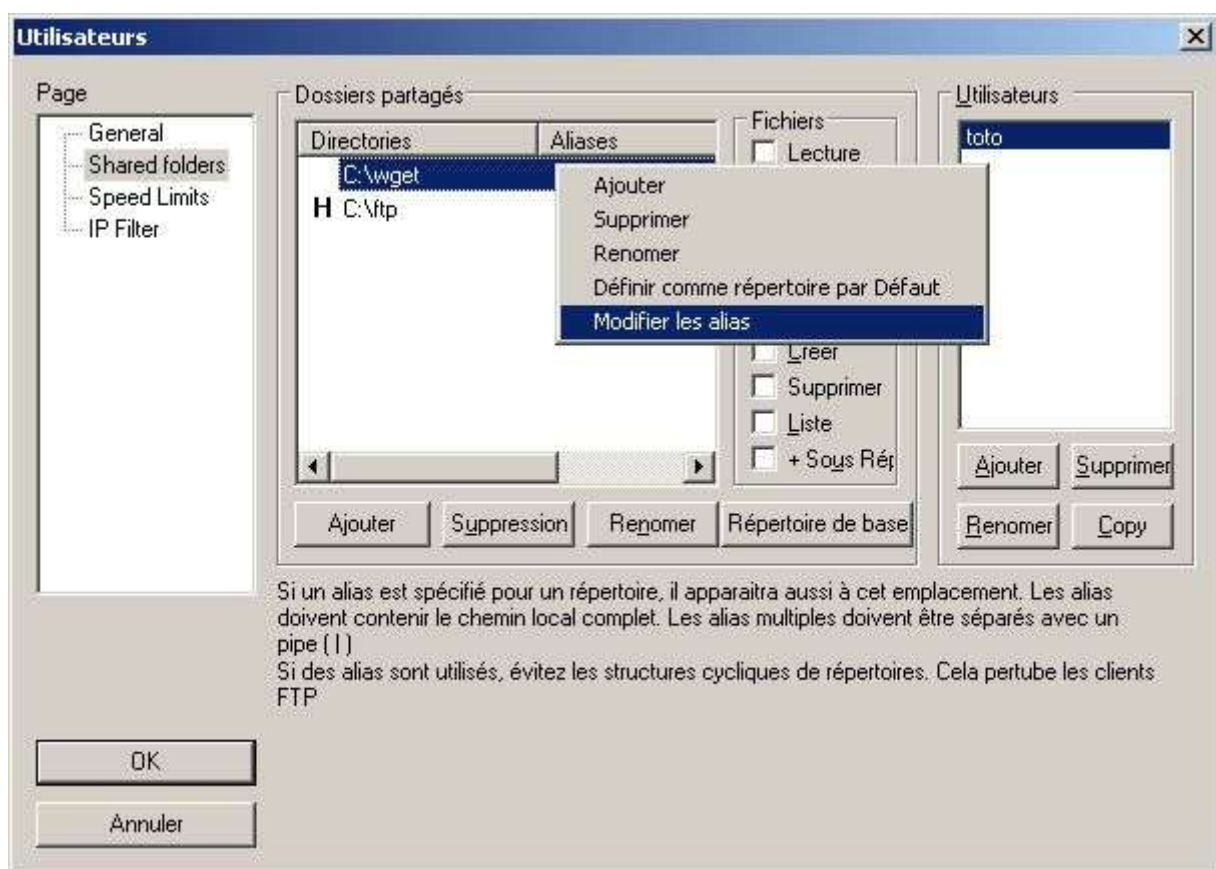 Utilisateurs
Page
General
Shared folders
Speed Limits
IP Filter
Dossiers partagés
Directories Aliases
C:\wget
H C:\ftp
Fichiers
Lecture
Ajouter
Supprimer
Renomer
Définir comme répertoire par Défaut
Modifier les alias
Créer
Supprimer
Liste
+ Sous Rép
Ajouter Suppression Renomer Répertoire de base
Utilisateurs
toto
Ajouter Supprimer
Renomer Copy
Si un alias est spécifié pour un répertoire, il apparaitra aussi à cet emplacement. Les alias
doivent contenir le chemin local complet. Les alias multiples doivent être séparés avec un
pipe ( | )
Si des alias sont utilisés, évitez les structures cycliques de répertoires. Cela pertube les clients
FTP
OK
Annuler